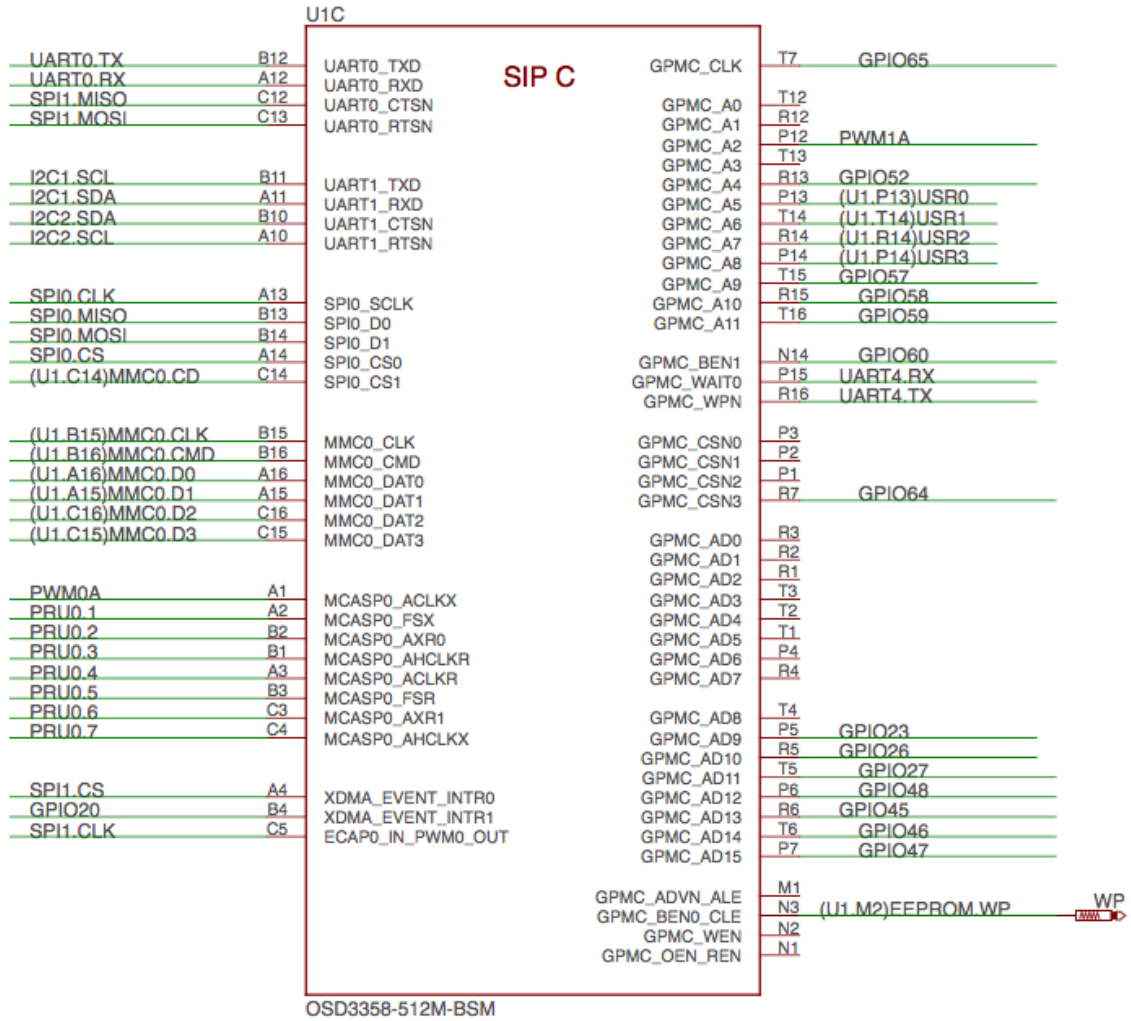 U1C
SIP C
UART0.TX B12 UART0_TXD
UART0.RX A12 UART0_RXD
SPI1.MISO C12 UART0_CTSN
SPI1.MOSI C13 UART0_RTSN
I2C1.SCL B11 UART1_TXD
I2C1.SDA A11 UART1_RXD
I2C2.SDA B10 UART1_CTSN
I2C2.SCL A10 UART1_RTSN
SPI0.CLK A13 SPI0_SCLK
SPI0.MISO B13 SPI0_D0
SPI0.MOSI B14 SPI0_D1
SPI0.CS A14 SPI0_CS0
(U1.C14)MMC0.CD C14 SPI0_CS1
(U1.B15)MMC0.CLK B15 MMC0_CLK
(U1.B16)MMC0.CMD B16 MMC0_CMD
(U1.A16)MMC0.D0 A16 MMC0_DAT0
(U1.A15)MMC0.D1 A15 MMC0_DAT1
(U1.C16)MMC0.D2 C16 MMC0_DAT2
(U1.C15)MMC0.D3 C15 MMC0_DAT3
PWM0A A1 MCASP0_ACLKX
PRU0.1 A2 MCASP0_FSX
PRU0.2 B2 MCASP0_AXR0
PRU0.3 B1 MCASP0_AHCLKR
PRU0.4 A3 MCASP0_ACLKR
PRU0.5 B3 MCASP0_FSR
PRU0.6 C3 MCASP0_AXR1
PRU0.7 C4 MCASP0_AHCLKX
SPI1.CS A4 XDMA_EVENT_INTR0
GPIO20 B4 XDMA_EVENT_INTR1
SPI1.CLK C5 ECAP0_IN_PWM0_OUT
GPMC_CLK T7 GPIO65
GPMC_A0 T12
GPMC_A1 R12
GPMC_A2 P12 PWM1A
GPMC_A3 T13
GPMC_A4 R13 GPIO52
GPMC_A5 P13 (U1.P13)USR0
GPMC_A6 T14 (U1.T14)USR1
GPMC_A7 R14 (U1.R14)USR2
GPMC_A8 P14 (U1.P14)USR3
GPMC_A9 T15 GPIO57
GPMC_A10 R15 GPIO58
GPMC_A11 T16 GPIO59
GPMC_BEN1 N14 GPIO60
GPMC_WAIT0 P15 UART4.RX
GPMC_WPN R16 UART4.TX
GPMC_CSN0 P3
GPMC_CSN1 P2
GPMC_CSN2 P1
GPMC_CSN3 R7 GPIO64
GPMC_AD0 R3
GPMC_AD1 R2
GPMC_AD2 R1
GPMC_AD3 T3
GPMC_AD4 T2
GPMC_AD5 T1
GPMC_AD6 P4
GPMC_AD7 R4
GPMC_AD8 T4
GPMC_AD9 P5 GPIO23
GPMC_AD10 R5 GPIO26
GPMC_AD11 T5 GPIO27
GPMC_AD12 P6 GPIO48
GPMC_AD13 R6 GPIO45
GPMC_AD14 T6 GPIO46
GPMC_AD15 P7 GPIO47
GPMC_ADVN_ALE M1
GPMC_BEN0_CLE N3 (U1.M2)EEPROM.WP WP
GPMC_WEN N2
GPMC_OEN_REN N1
OSD3358-512M-BSM